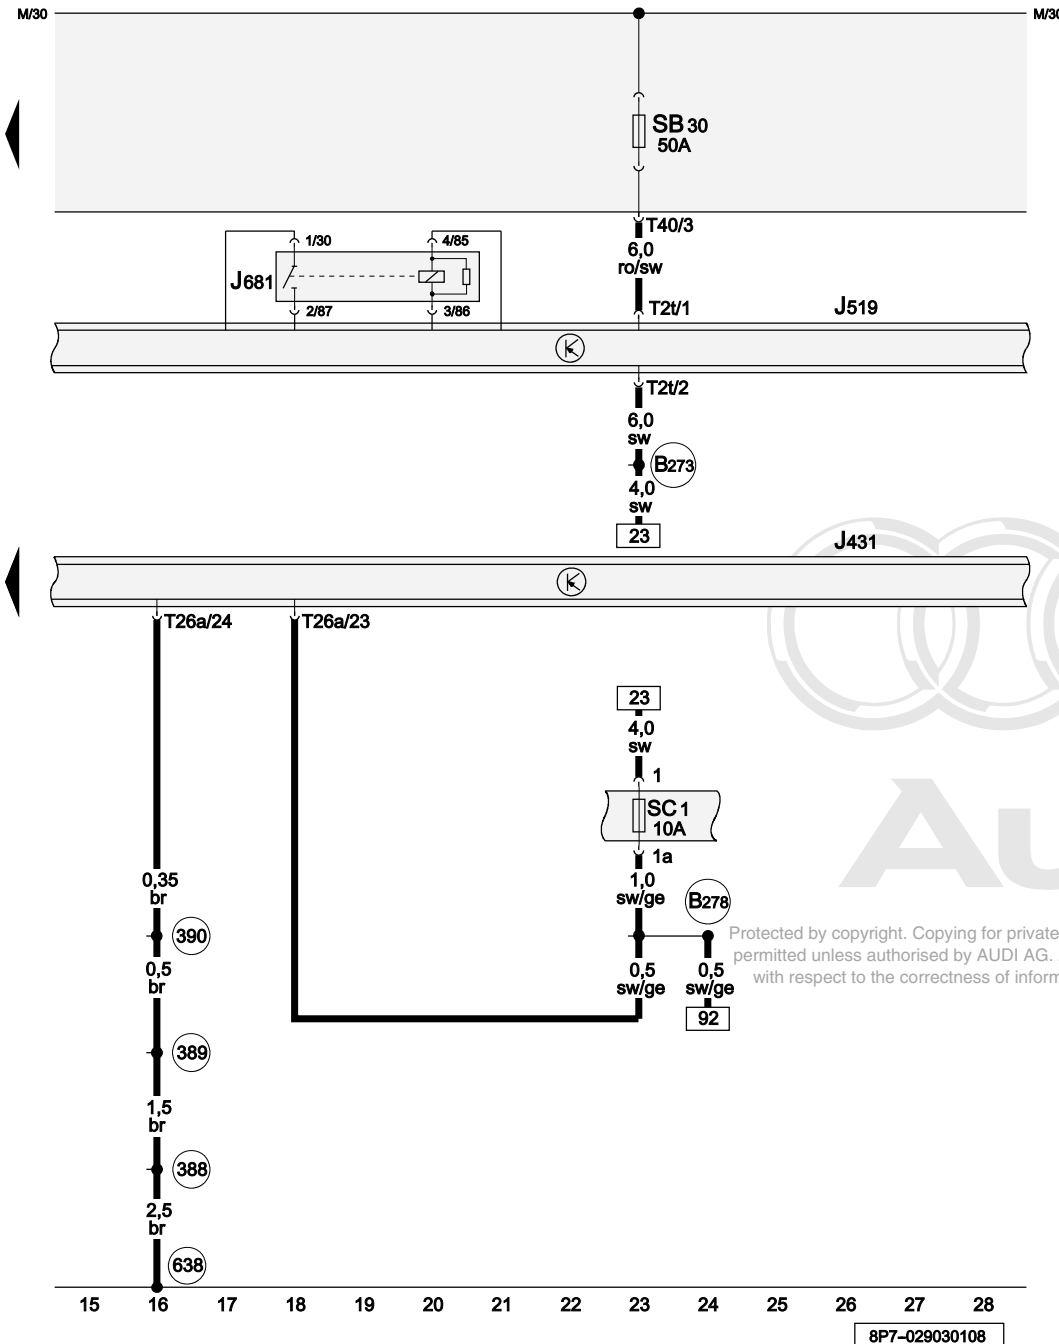 M/30
M/30
SB 30
50A
T40/3
6,0
ro/sw
1/30
4/85
J681
2/87
3/86
T2t/1
J519
T2t/2
6,0
sw
B273
4,0
sw
23
J431
T26a/24
T26a/23
23
4,0
sw
1
SC 1
10A
1a
0,35
br
1,0
sw/ge
B278
390
Protected by copyright. Copying for private
permitted unless authorised by AUDI AG.
with respect to the correctness of inform
0,5
br
0,5
sw/ge
0,5
sw/ge
92
389
1,5
br
388
2,5
br
638
15 16 17 18 19 20 21 22 23 24 25 26 27 28
8P7-029030108
Au